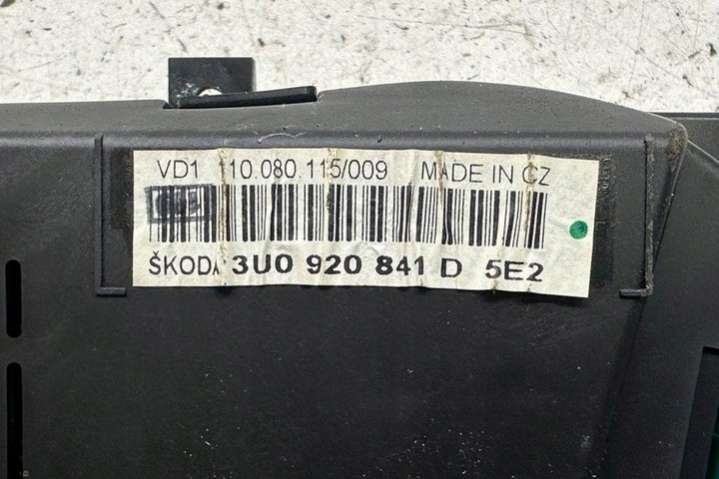 VD1 110.080.115/009 MADE IN CZ
ŠKODA 3U0 920 841 D 5E2